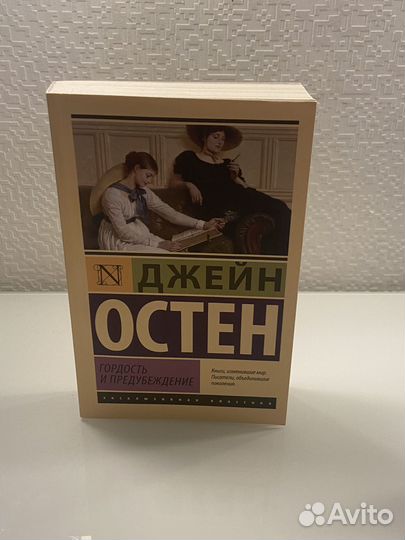 N
ДЖЕЙН
ОСТЕН
ГОРДОСТЬ
И ПРЕДУБЕЖДЕНИЕ
Книги, изменившие мир.
Писатели, объединившие
поколения.
ЭКСКЛЮЗИВНАЯ КЛАССИКА
Avito